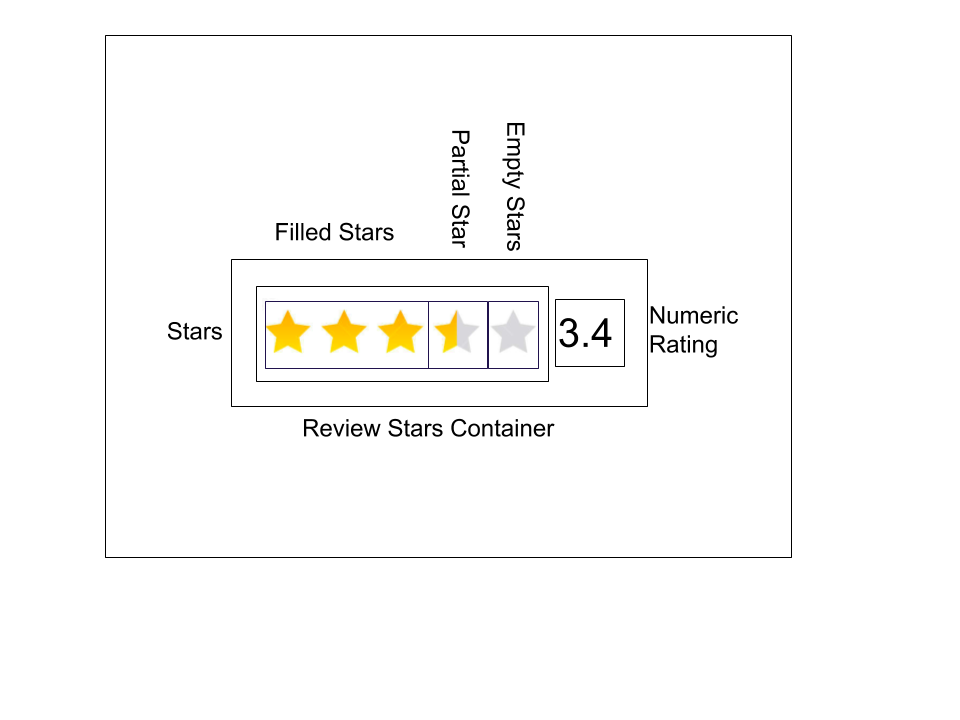 Partial Star
Empty Stars
Filled Stars
Stars
3.4
Numeric
Rating
Review Stars Container